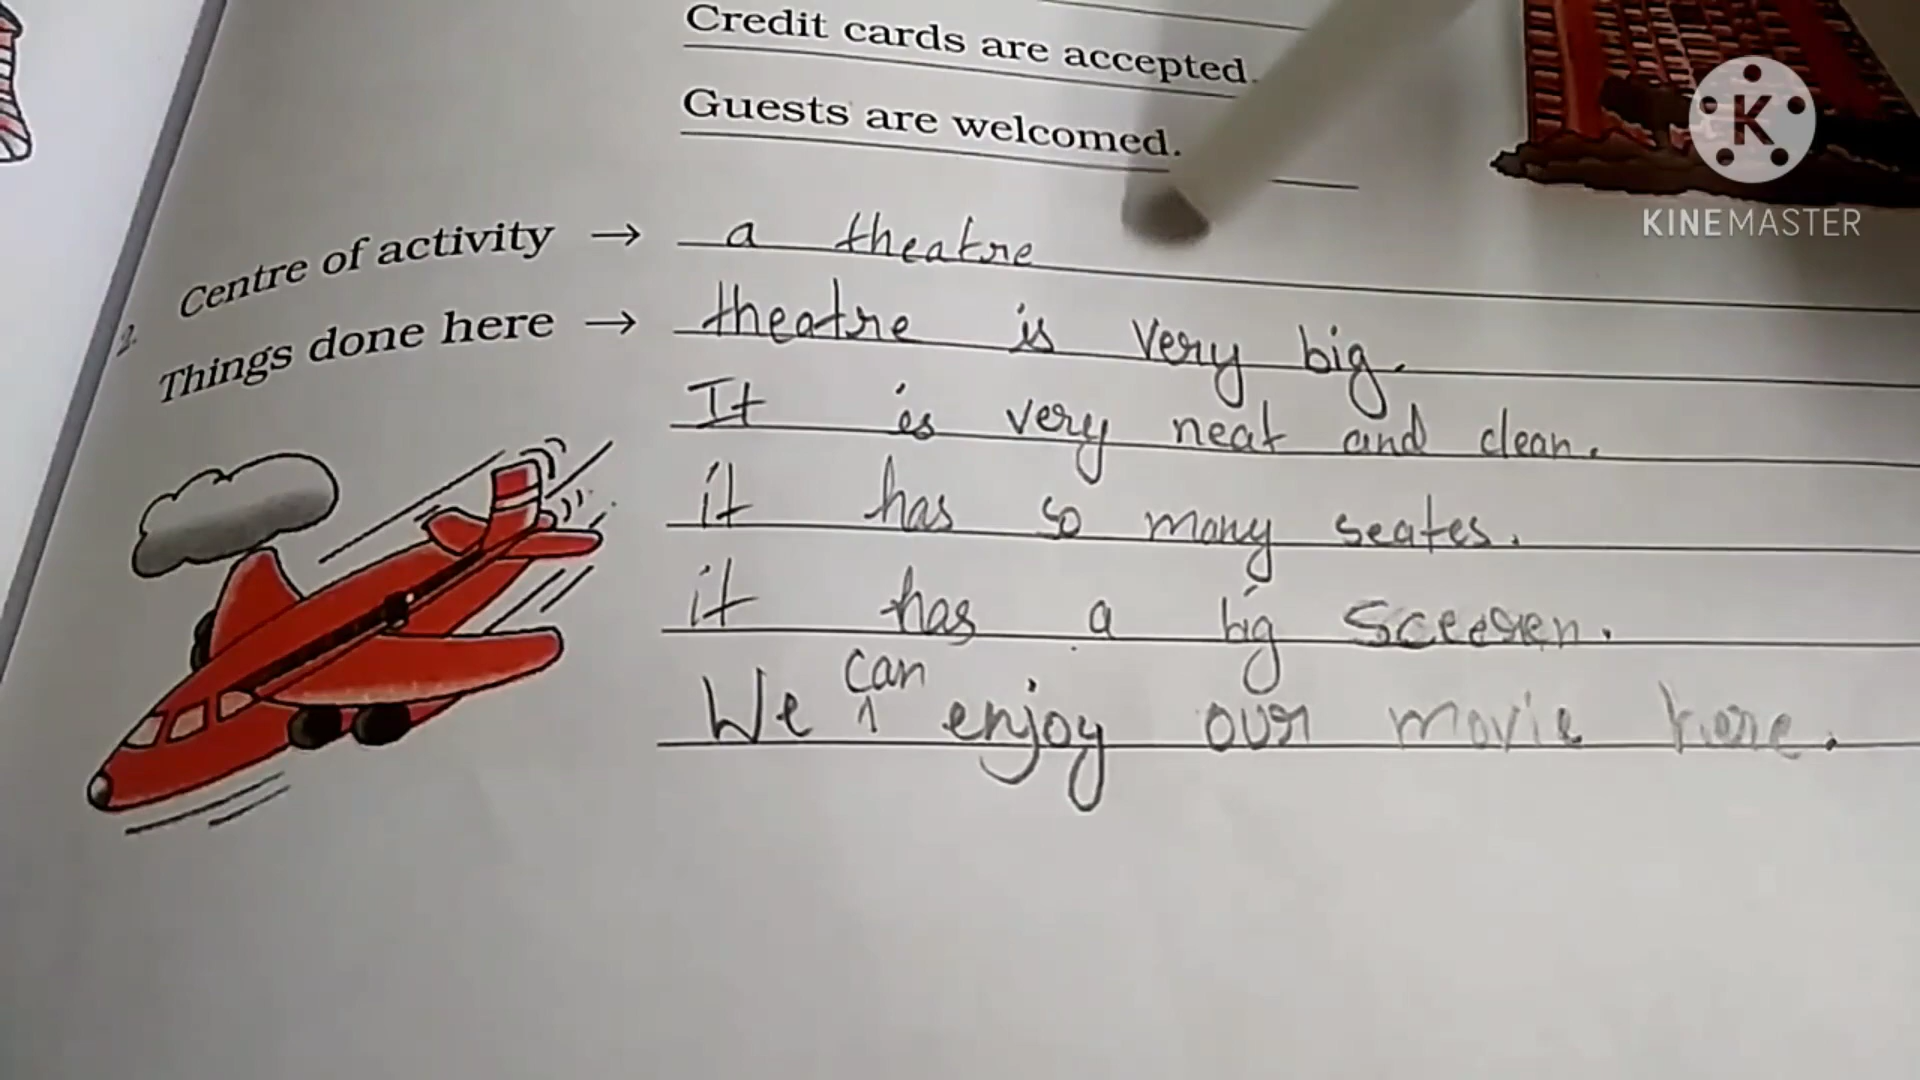 Credit cards are accepted.
Guests are welcomed.
KINEMASTER
Centre of activity → a theatre
2. Things done here → theatre is very big.
It is very neat and clean.
it has so many seates.
it has a big sceeren.
We can enjoy our movie here.